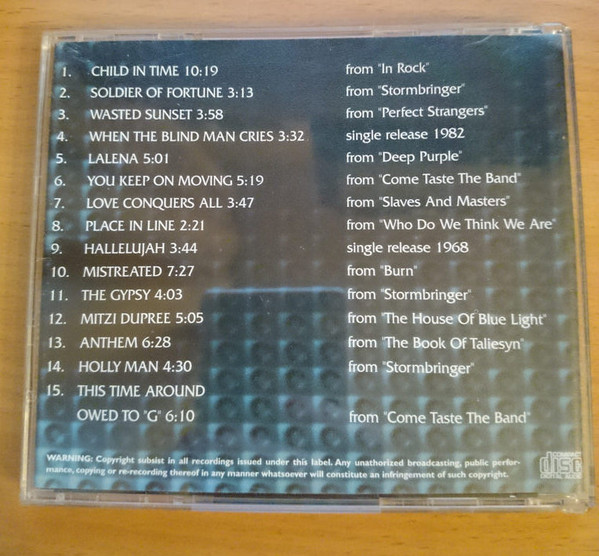 1. CHILD IN TIME 10:19 from "In Rock"
2. SOLDIER OF FORTUNE 3:13 from "Stormbringer"
3. WASTED SUNSET 3:58 from "Perfect Strangers"
4. WHEN THE BLIND MAN CRIES 3:32 single release 1982
5. LALENA 5:01 from "Deep Purple"
6. YOU KEEP ON MOVING 5:19 from "Come Taste The Band"
7. LOVE CONQUERS ALL 3:47 from "Slaves And Masters"
8. PLACE IN LINE 2:21 from "Who Do We Think We Are"
9. HALLELUJAH 3:44 single release 1968
10. MISTREATED 7:27 from "Burn"
11. THE GYPSY 4:03 from "Stormbringer"
12. MITZI DUPREE 5:05 from "The House Of Blue Light"
13. ANTHEM 6:28 from "The Book Of Taliesyn"
14. HOLLY MAN 4:30 from "Stormbringer"
15. THIS TIME AROUND
OWED TO "G" 6:10 from "Come Taste The Band"
WARNING: Copyright subsist in all recordings issued under this label. Any unathorized broadcasting, public perfor-
mance, copying or re-recording thereof in any manner whatsoever will constitute an infringement of such copyright.
COMPACT
disc
DIGITAL AUDIO